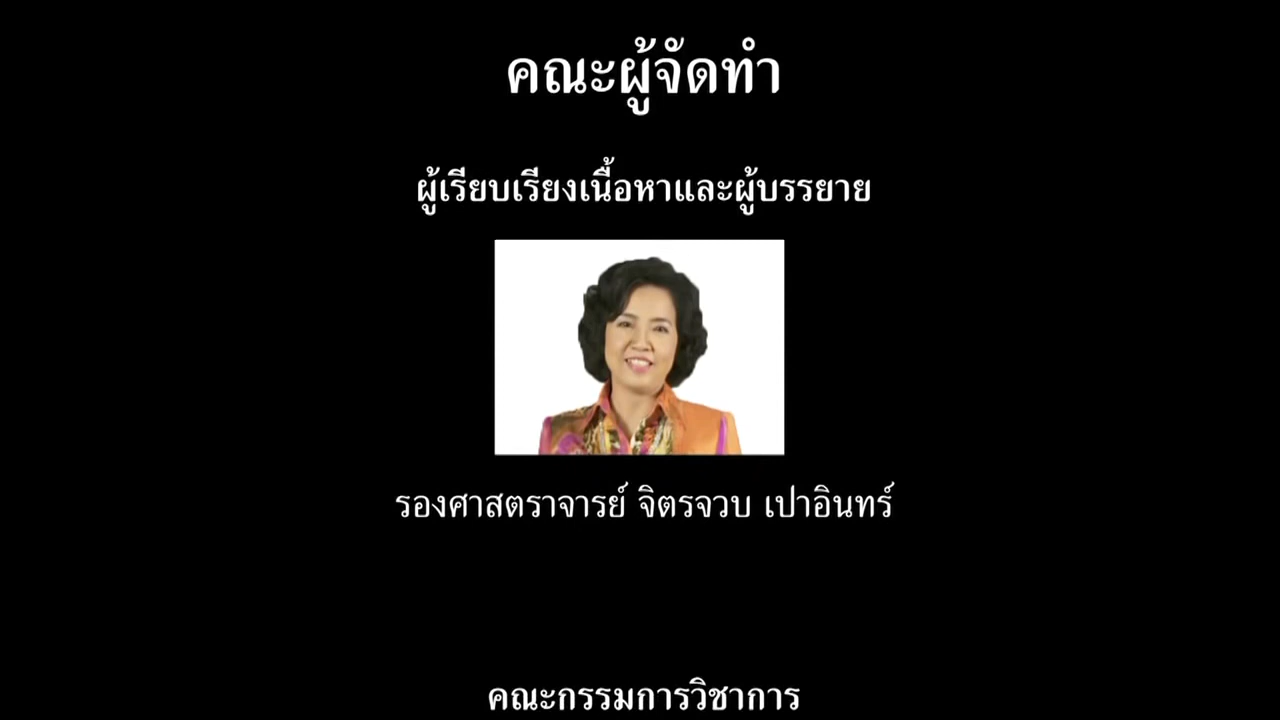 คณะผู้จัดทำ
ผู้เรียบเรียงเนื้อหาและผู้บรรยาย
รองศาสตราจารย์ จิตรจวบ เปาอินทร์
คณะกรรมการวิชาการ